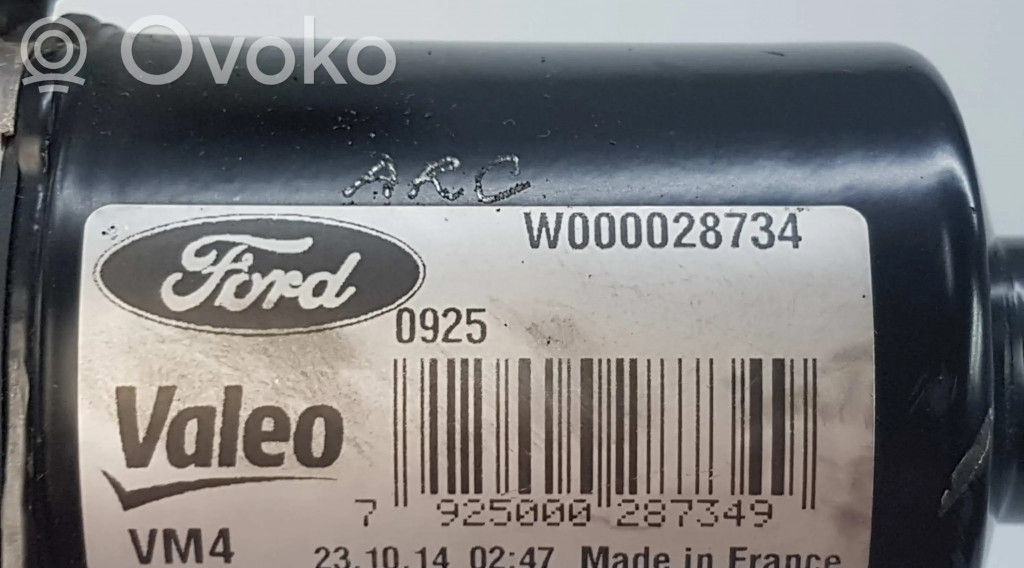 Ovoko
ARC
W000028734
Ford
0925
Valeo
7 925000 287349
VM4 23.10.14 02:47 Made in France